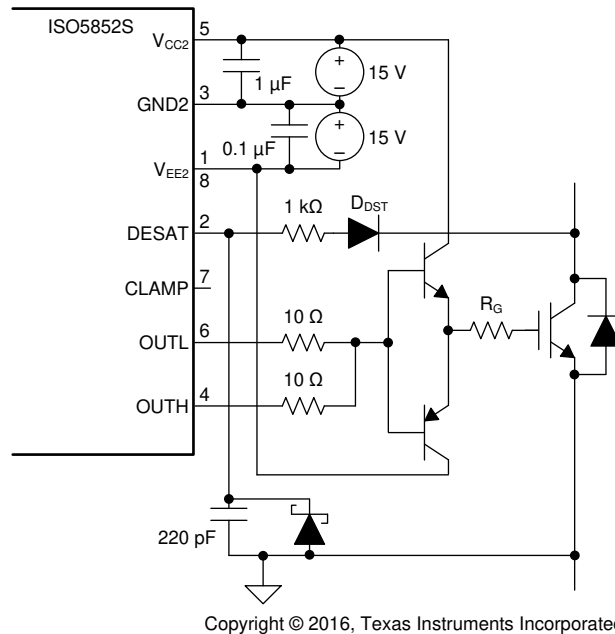 ISO5852S
5
VCC2
15 V
1 µF
3
GND2
15 V
0.1 µF
1
VEE2
8
2
DESAT
1 kΩ
DDST
7
CLAMP
10 Ω
6
OUTL
RG
10 Ω
4
OUTH
220 pF
+
–
+
–
Copyright © 2016, Texas Instruments Incorporate